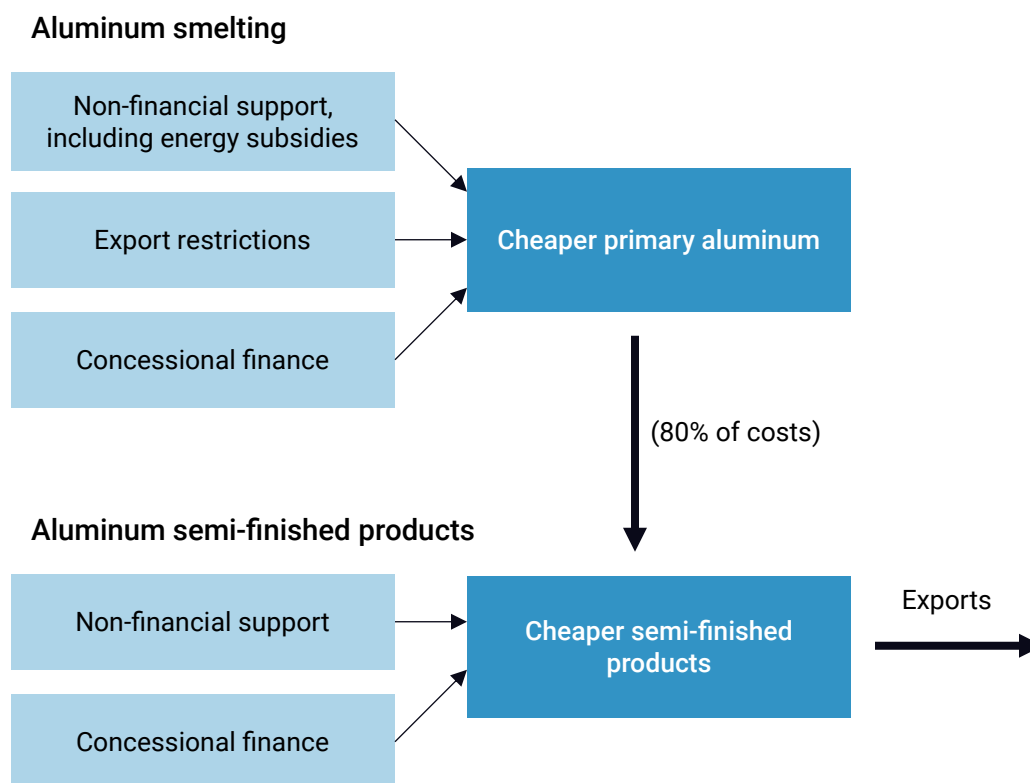 Aluminum smelting
Non-financial support,
including energy subsidies
Export restrictions
Cheaper primary aluminum
Concessional finance
(80% of costs)
Aluminum semi-finished products
Non-financial support
Cheaper semi-finished
products
Exports
Concessional finance